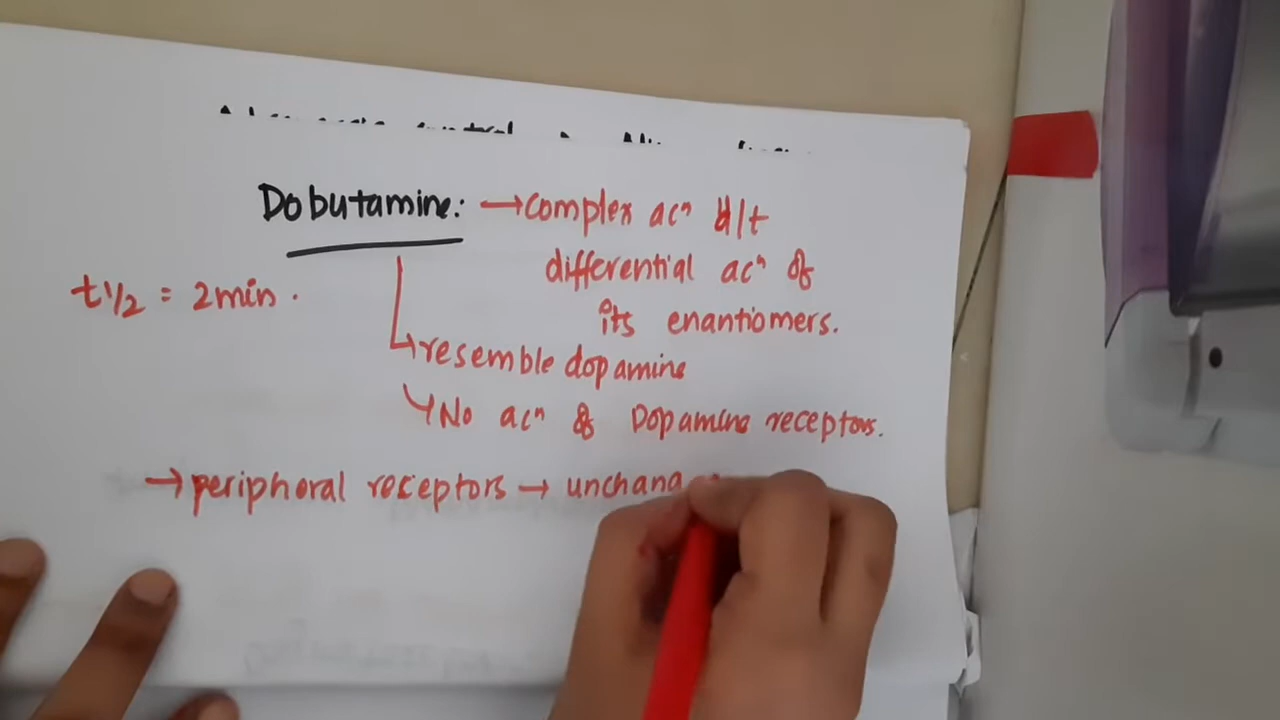 Dobutamine: → complex acⁿ d/t
differential acⁿ of
its enantiomers.
t1/2 = 2min.
resemble dopamine
No acⁿ of Dopamine receptors.
→ peripheral receptors → unchang